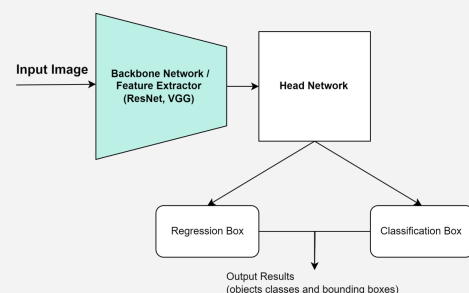 Input Image
Backbone Network /
Feature Extractor
(ResNet, VGG)
Head Network
Regression Box
Classification Box
Output Results
(objects classes and bounding boxes)